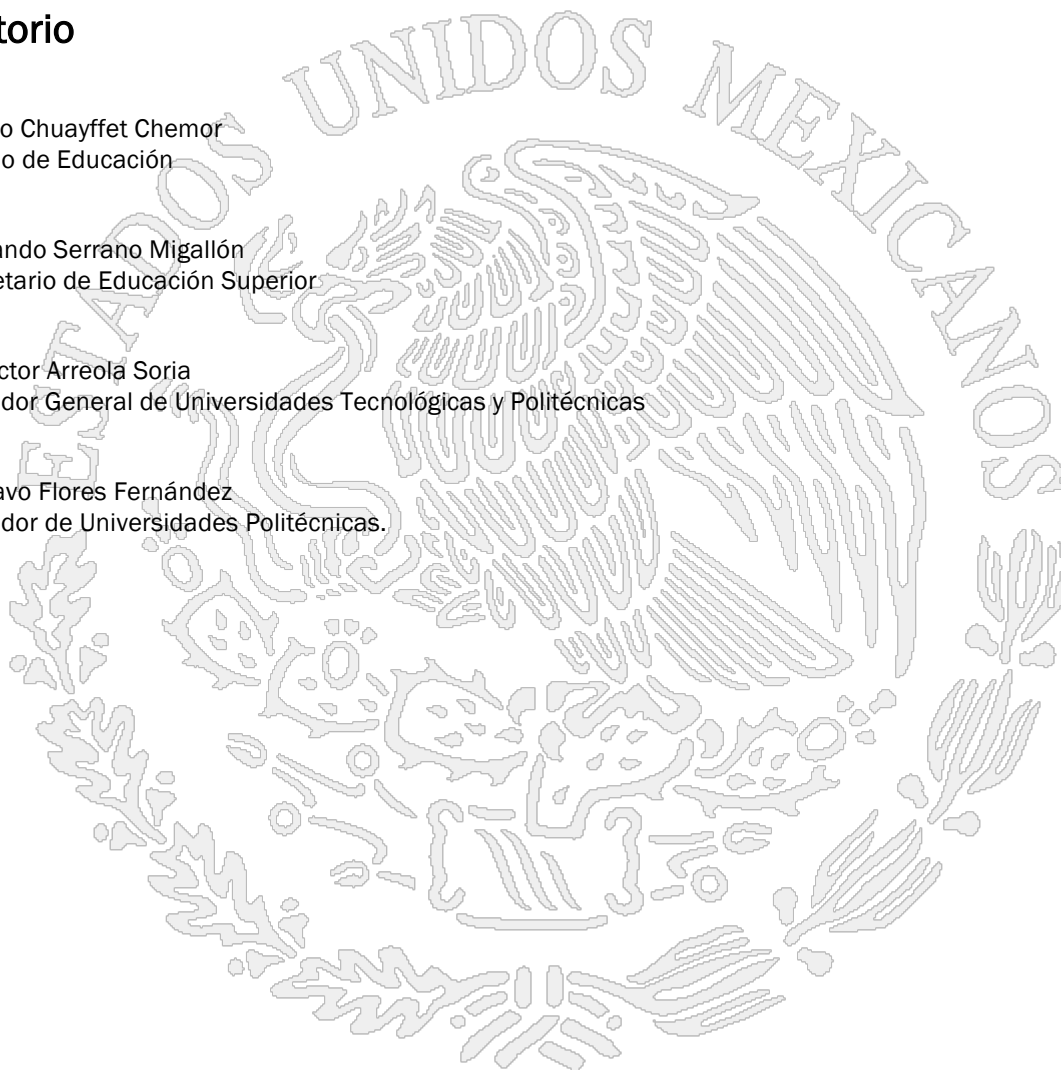 torio
ESTADOS UNIDOS MEXICANOS
o Chuayffet Chemor
o de Educación
ando Serrano Migallón
etario de Educación Superior
ctor Arreola Soria
dor General de Universidades Tecnológicas y Politécnicas
avo Flores Fernández
dor de Universidades Politécnicas.